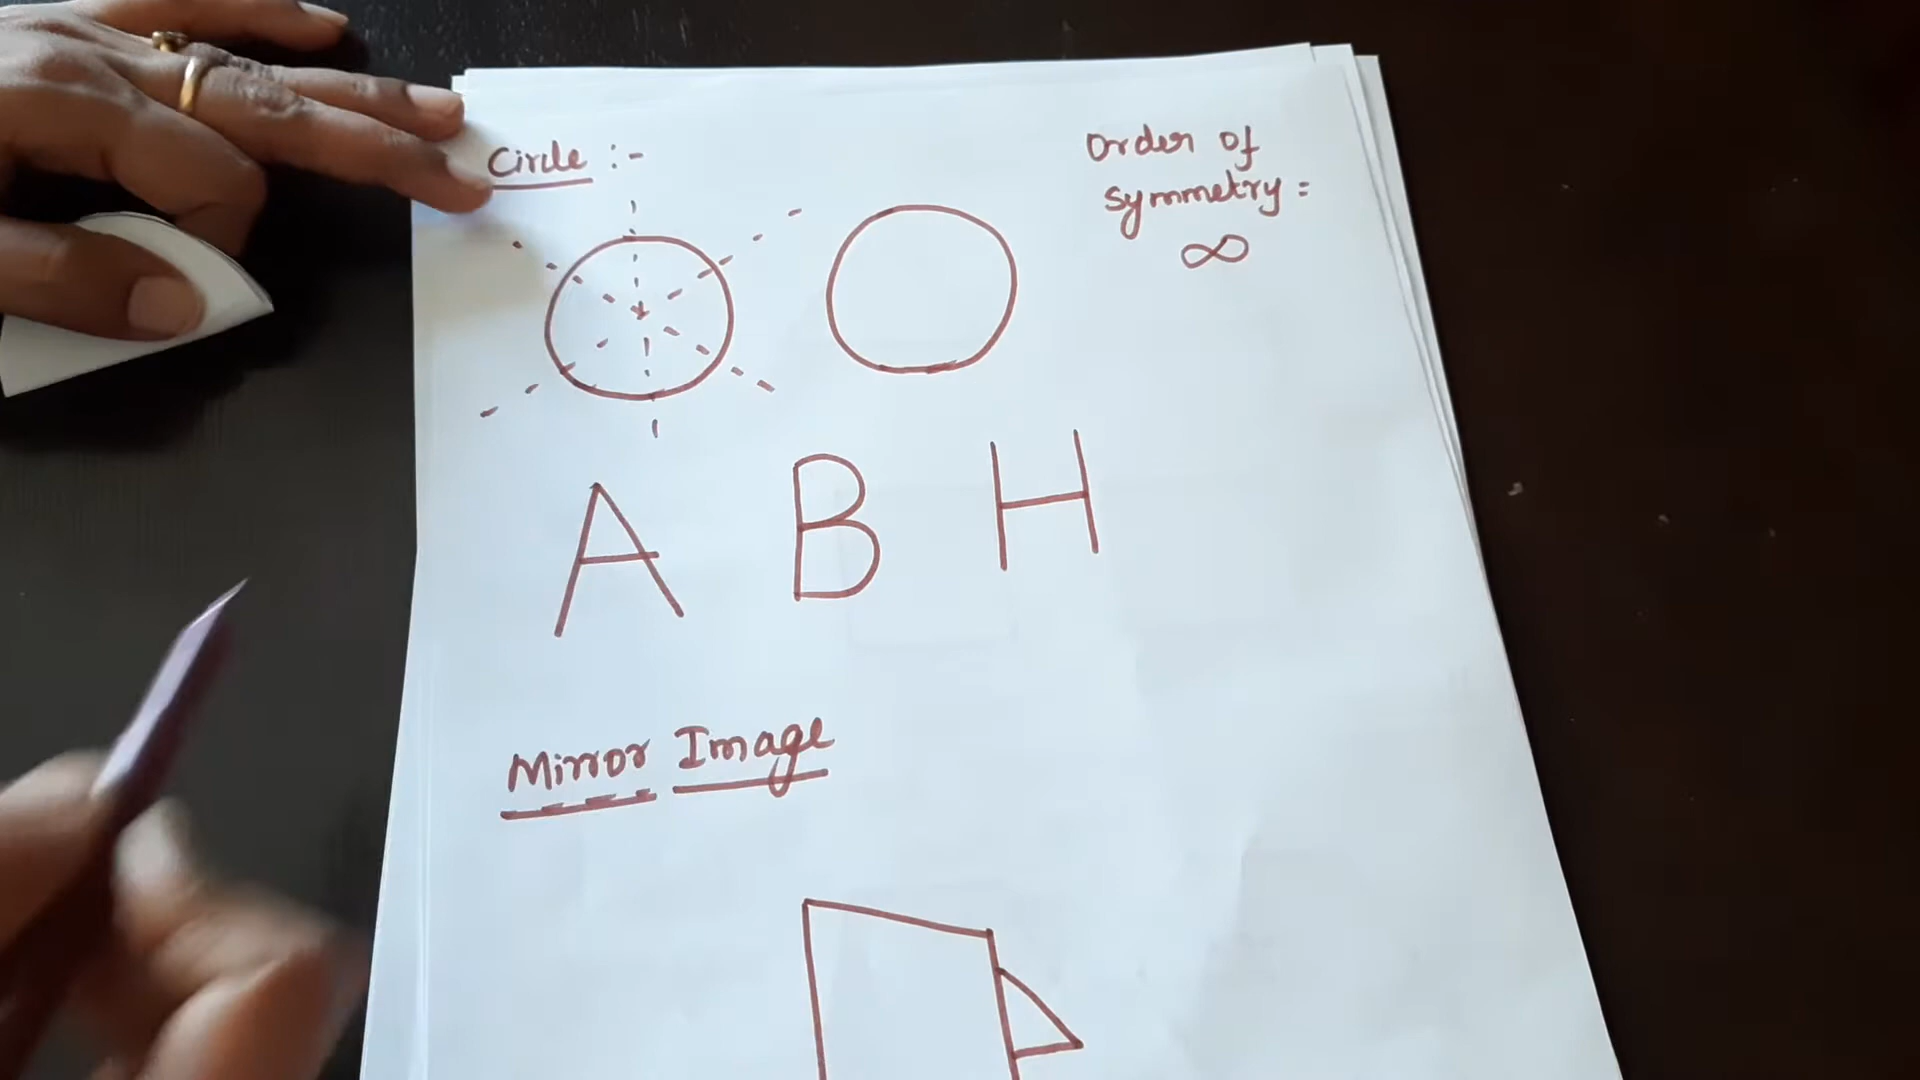 Circle :-
Order of
symmetry =
∞
A B H
Mirror Image